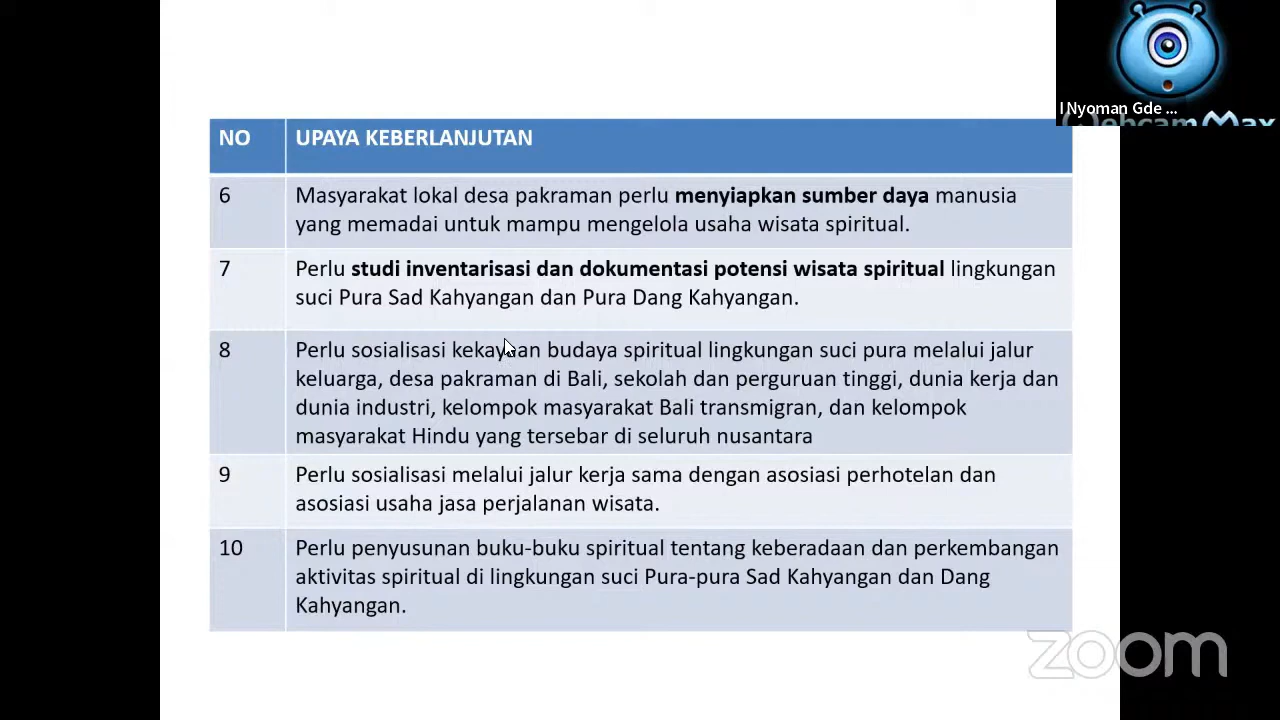 I Nyoman Gde ...
WebcamMax
NO UPAYA KEBERLANJUTAN
6 Masyarakat lokal desa pakraman perlu menyiapkan sumber daya manusia
yang memadai untuk mampu mengelola usaha wisata spiritual.
7 Perlu studi inventarisasi dan dokumentasi potensi wisata spiritual lingkungan
suci Pura Sad Kahyangan dan Pura Dang Kahyangan.
8 Perlu sosialisasi kekayaan budaya spiritual lingkungan suci pura melalui jalur
keluarga, desa pakraman di Bali, sekolah dan perguruan tinggi, dunia kerja dan
dunia industri, kelompok masyarakat Bali transmigran, dan kelompok
masyarakat Hindu yang tersebar di seluruh nusantara
9 Perlu sosialisasi melalui jalur kerja sama dengan asosiasi perhotelan dan
asosiasi usaha jasa perjalanan wisata.
10 Perlu penyusunan buku-buku spiritual tentang keberadaan dan perkembangan
aktivitas spiritual di lingkungan suci Pura-pura Sad Kahyangan dan Dang
Kahyangan.
zoom